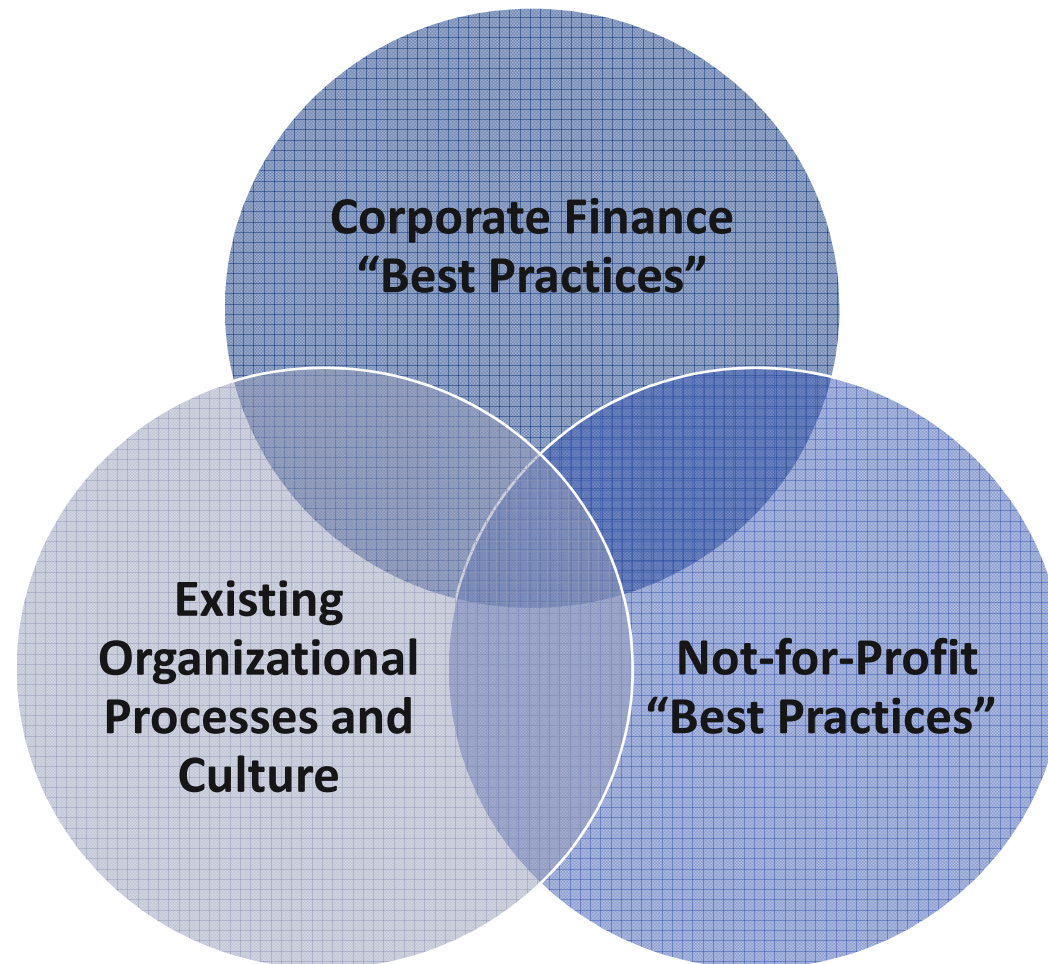 Corporate Finance
“Best Practices”
Existing
Organizational
Processes and
Culture
Not-for-Profit
“Best Practices”